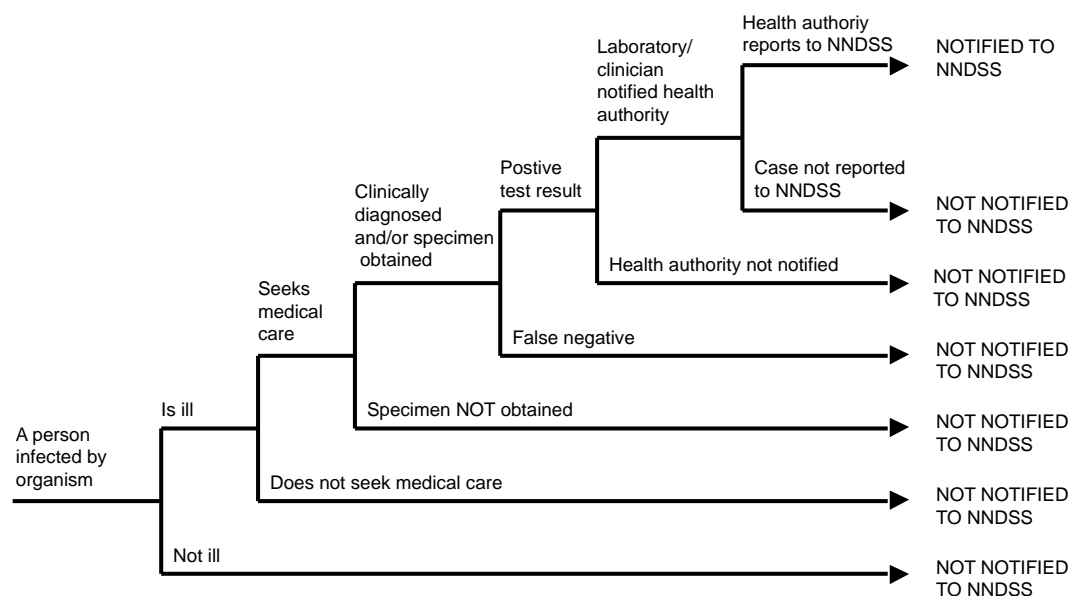 Health authoriy
reports to NNDSS
NOTIFIED TO
NNDSS
Laboratory/
clinician
notified health
authority
Case not reported
to NNDSS
NOT NOTIFIED
TO NNDSS
Postive
test result
Health authority not notified
NOT NOTIFIED
TO NNDSS
Clinically
diagnosed
and/or specimen
obtained
False negative
NOT NOTIFIED
TO NNDSS
Seeks
medical
care
Specimen NOT obtained
NOT NOTIFIED
TO NNDSS
Is ill
Does not seek medical care
NOT NOTIFIED
TO NNDSS
A person
infected by
organism
Not ill
NOT NOTIFIED
TO NNDSS